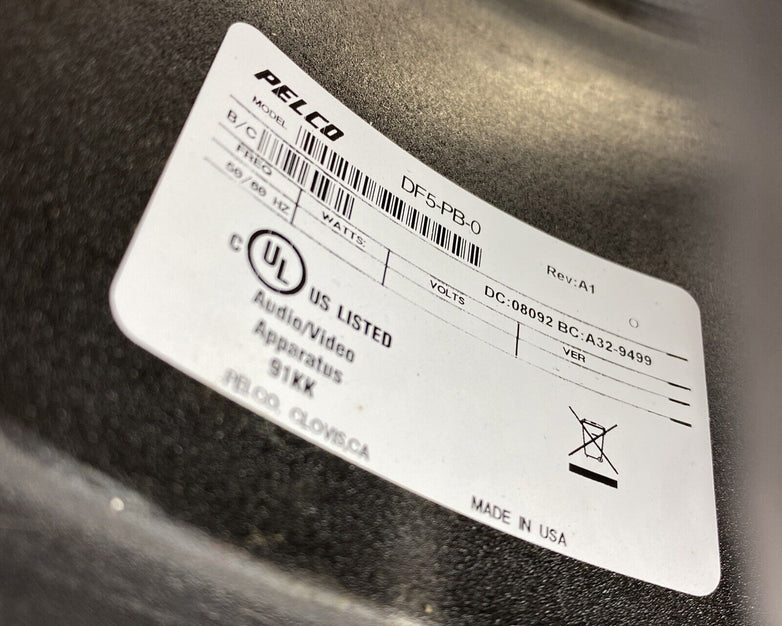 PELCO
MODEL DF5-PB-0 Rev:A1
B/C DC:08092 BC:A32-9499
FREQ WATTS: VOLTS VER
50/60 HZ
C UL US LISTED
Audio/Video
Apparatus
91KK
PELCO, CLOVIS,CA
MADE IN USA